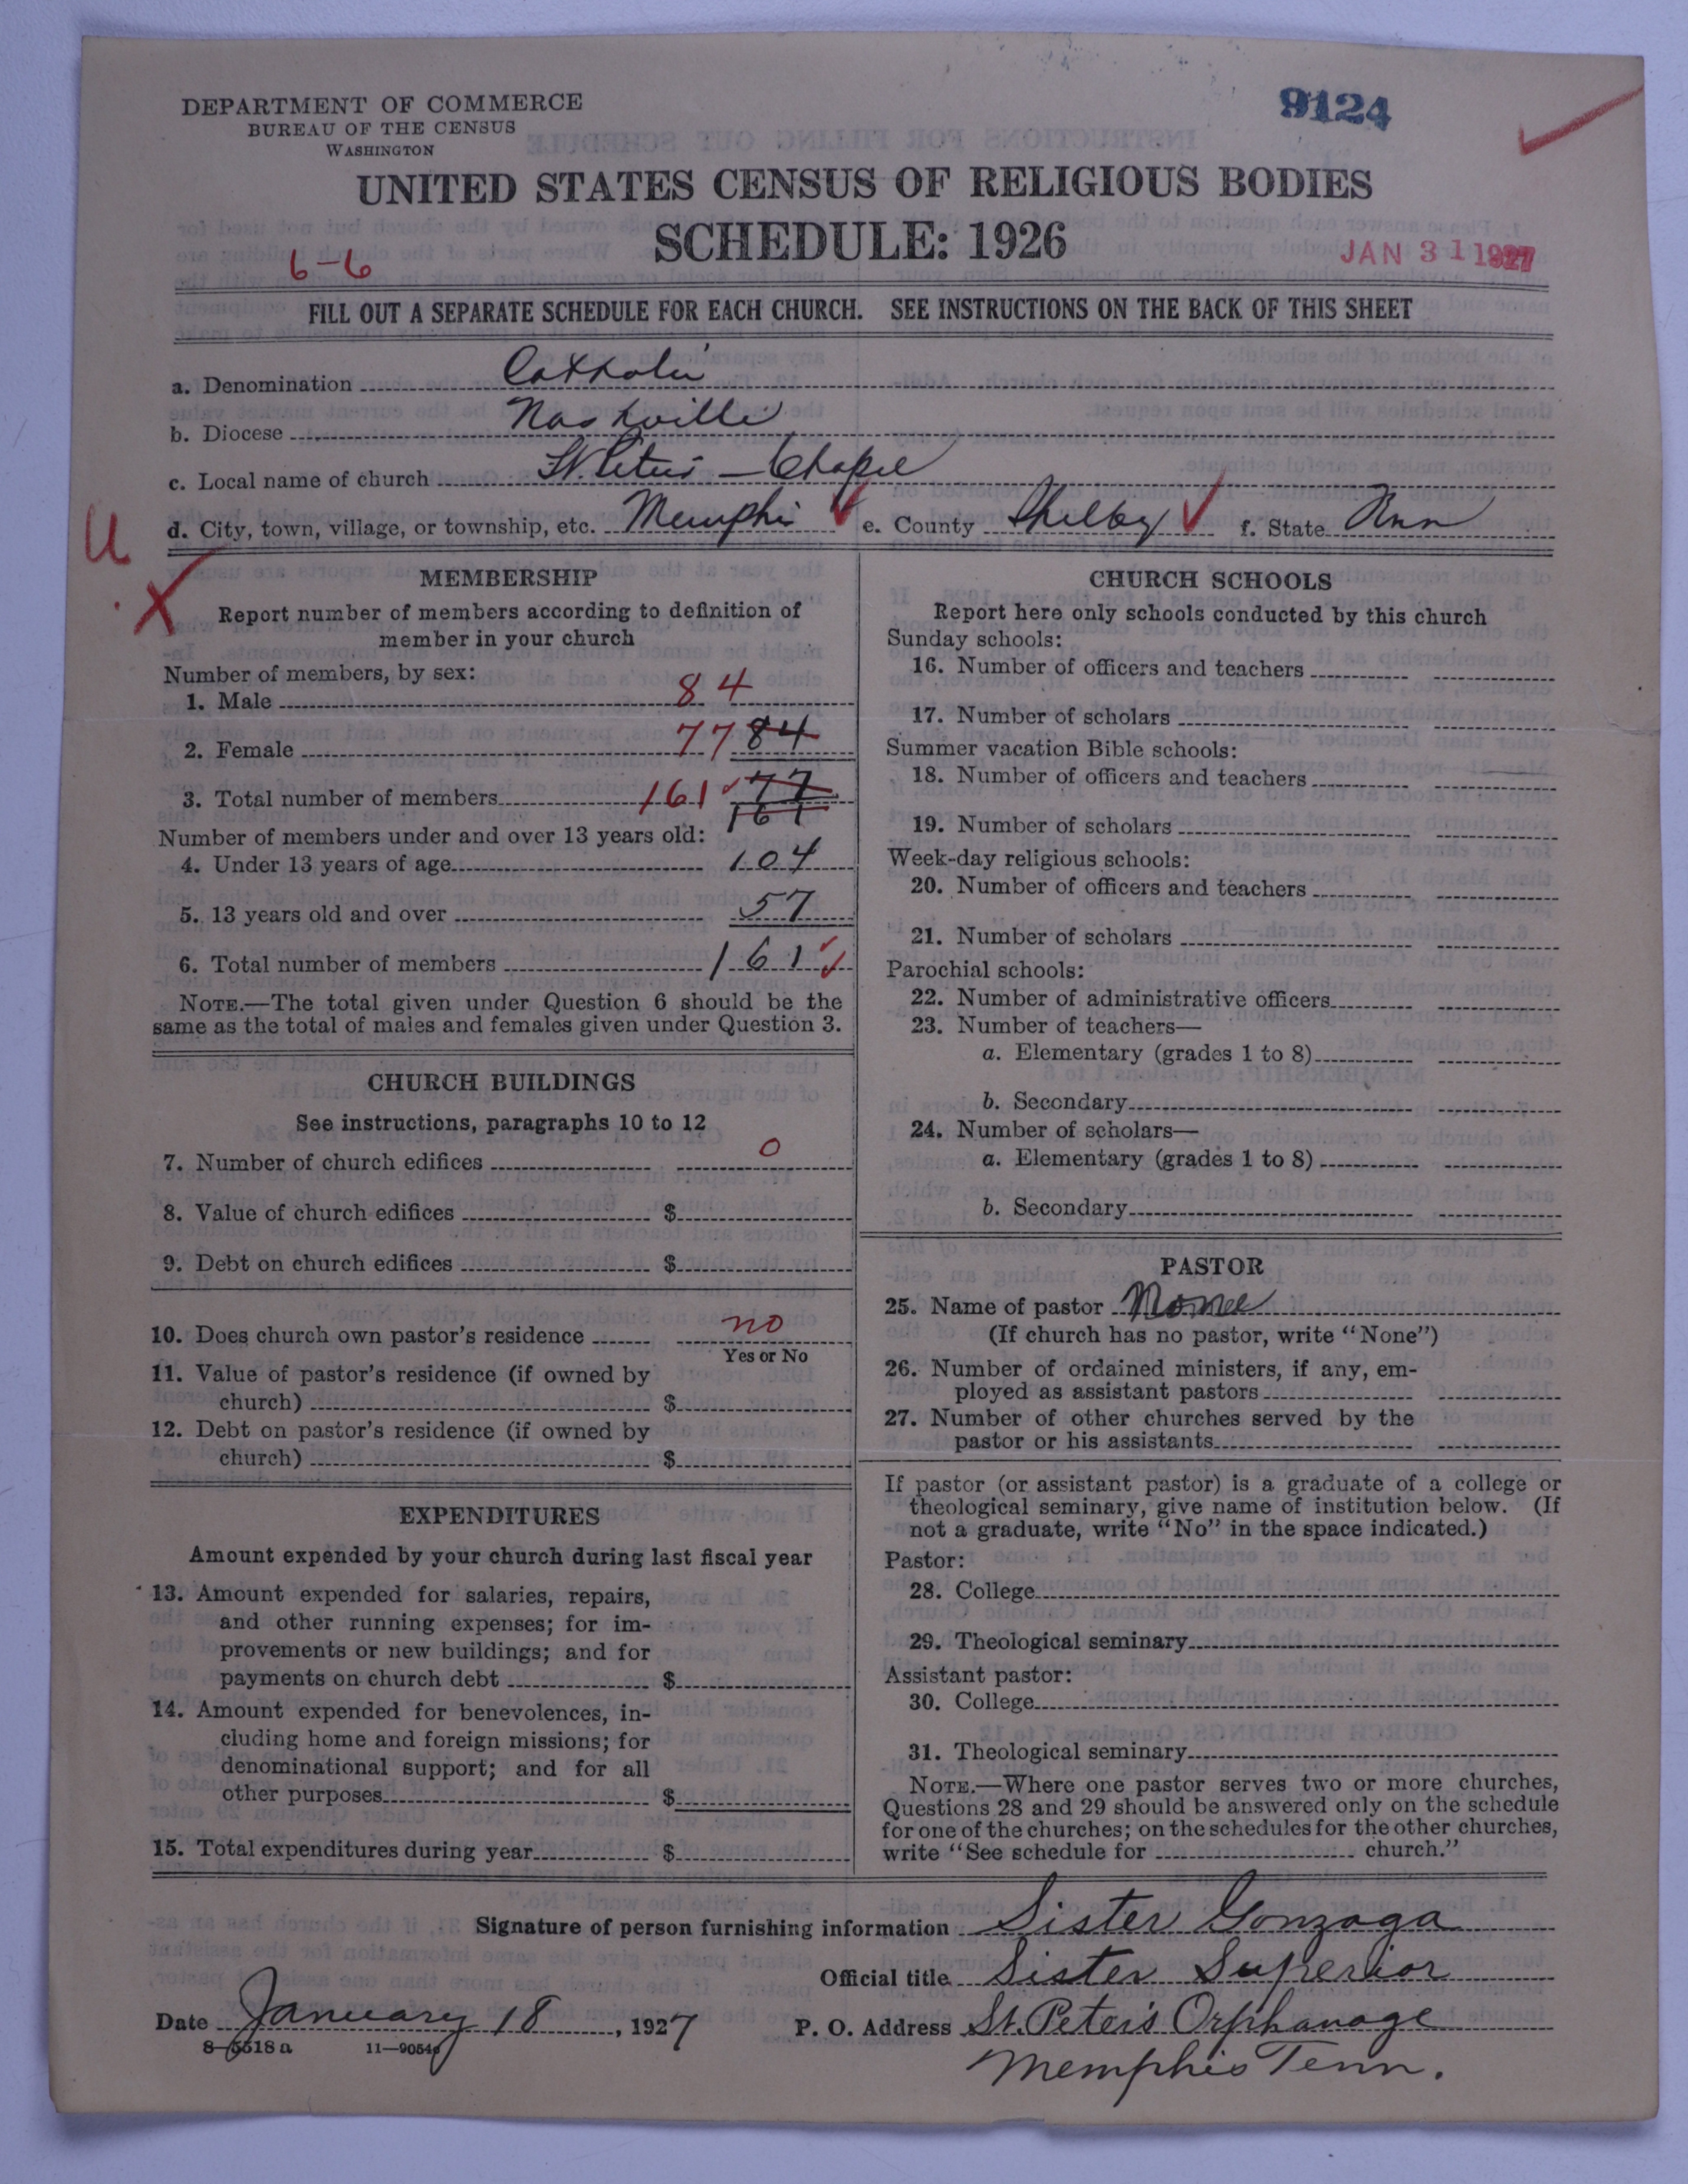 DEPARTMENT OF COMMERCE
BUREAU OF THE CENSUS
WASHINGTON
9124
UNITED STATES CENSUS OF RELIGIOUS BODIES
SCHEDULE: 1926
6-6
JAN 31 1927
FILL OUT A SEPARATE SCHEDULE FOR EACH CHURCH. SEE INSTRUCTIONS ON THE BACK OF THIS SHEET
a. Denomination Catholic
b. Diocese Nashville
c. Local name of church St. Peter's - Chapel
d. City, town, village, or township, etc. Memphis e. County Shelby f. State Tenn
U
X
MEMBERSHIP
Report number of members according to definition of
member in your church
Number of members, by sex:
1. Male 84
2. Female 77 84
3. Total number of members 161 77
161
Number of members under and over 13 years old:
4. Under 13 years of age 104
5. 13 years old and over 57
6. Total number of members 161
NOTE.—The total given under Question 6 should be the
same as the total of males and females given under Question 3.
CHURCH BUILDINGS
See instructions, paragraphs 10 to 12
7. Number of church edifices 0
8. Value of church edifices $
9. Debt on church edifices $
10. Does church own pastor's residence no
Yes or No
11. Value of pastor's residence (if owned by
church) $
12. Debt on pastor's residence (if owned by
church) $
EXPENDITURES
Amount expended by your church during last fiscal year
13. Amount expended for salaries, repairs,
and other running expenses; for im-
provements or new buildings; and for
payments on church debt $
14. Amount expended for benevolences, in-
cluding home and foreign missions; for
denominational support; and for all
other purposes $
15. Total expenditures during year $
CHURCH SCHOOLS
Report here only schools conducted by this church
Sunday schools:
16. Number of officers and teachers
17. Number of scholars
Summer vacation Bible schools:
18. Number of officers and teachers
19. Number of scholars
Week-day religious schools:
20. Number of officers and teachers
21. Number of scholars
Parochial schools:
22. Number of administrative officers
23. Number of teachers—
a. Elementary (grades 1 to 8)
b. Secondary
24. Number of scholars—
a. Elementary (grades 1 to 8)
b. Secondary
PASTOR
25. Name of pastor None
(If church has no pastor, write "None")
26. Number of ordained ministers, if any, em-
ployed as assistant pastors
27. Number of other churches served by the
pastor or his assistants
If pastor (or assistant pastor) is a graduate of a college or
theological seminary, give name of institution below. (If
not a graduate, write "No" in the space indicated.)
Pastor:
28. College
29. Theological seminary
Assistant pastor:
30. College
31. Theological seminary
NOTE.—Where one pastor serves two or more churches,
Questions 28 and 29 should be answered only on the schedule
for one of the churches; on the schedules for the other churches,
write "See schedule for church."
Signature of person furnishing information Sister Gonzaga
Official title Sister Superior
Date January 18, 1927 P. O. Address St. Peter's Orphanage
8-5518a 11-9054
Memphis Tenn.